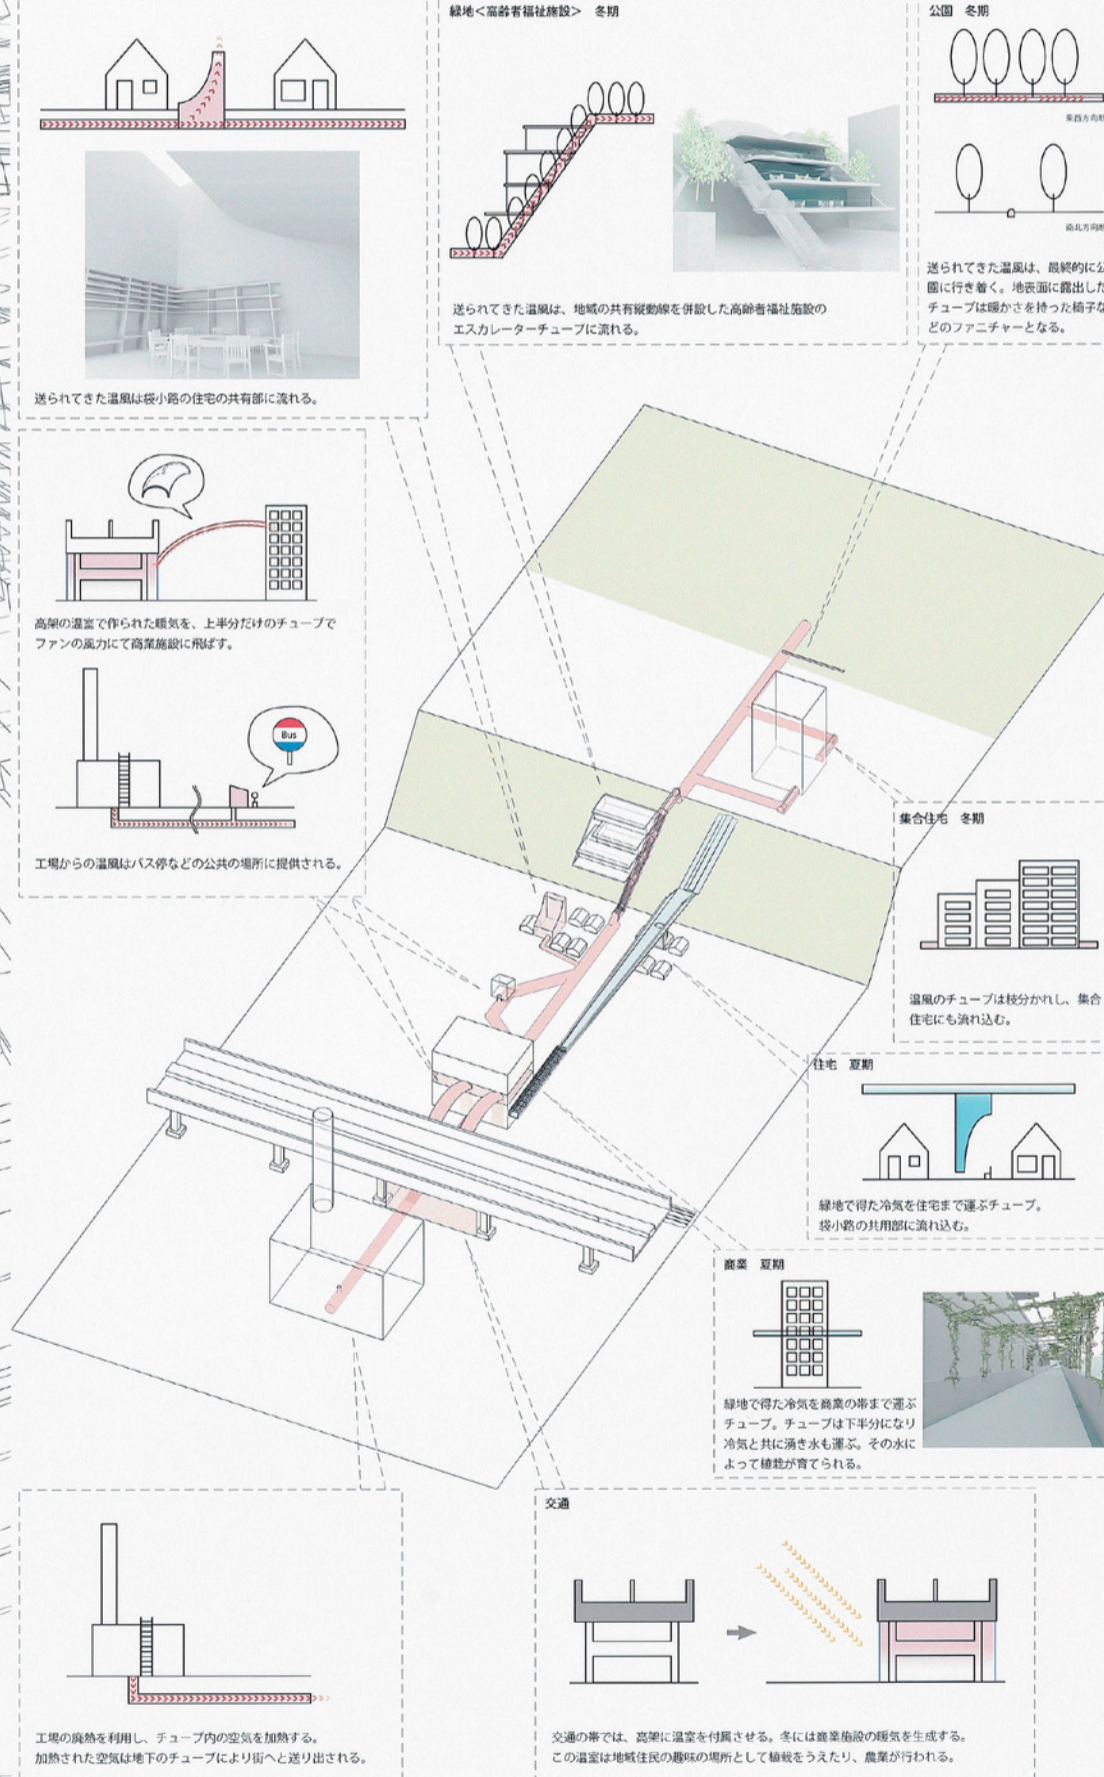 緑地<高齢者福祉施設> 冬期
公園 冬期
東西方向
南北方向
送られてきた温風は、最終的に公
園に行き着く。地表面に露出した
チューブは暖かさを持った椅子な
どのファニチャーとなる。
送られてきた温風は、地域の共有縦動線を併設した高齢者福祉施設の
エスカレーターチューブに流れる。
送られてきた温風は袋小路の住宅の共有部に流れる。
高架の温室で作られた暖気を、上半分だけのチューブで
ファンの風力にて商業施設に飛ばす。
Bus
工場からの温風はバス停などの公共の場所に提供される。
集合住宅 冬期
温風のチューブは枝分かれし、集合
住宅にも流れ込む。
住宅 夏期
緑地で得た冷気を住宅まで運ぶチューブ。
袋小路の共用部に流れ込む。
商業 夏期
緑地で得た冷気を商業の帯まで運ぶ
チューブ。チューブは下半分になり
冷気と共に湧き水も運ぶ。その水に
よって植栽が育てられる。
交通
工場の廃熱を利用し、チューブ内の空気を加熱する。
加熱された空気は地下のチューブにより街へと送り出される。
交通の帯では、高架に温室を付属させる。冬には商業施設の暖気を生成する。
この温室は地域住民の趣味の場所として植栽をうえたり、農業が行われる。